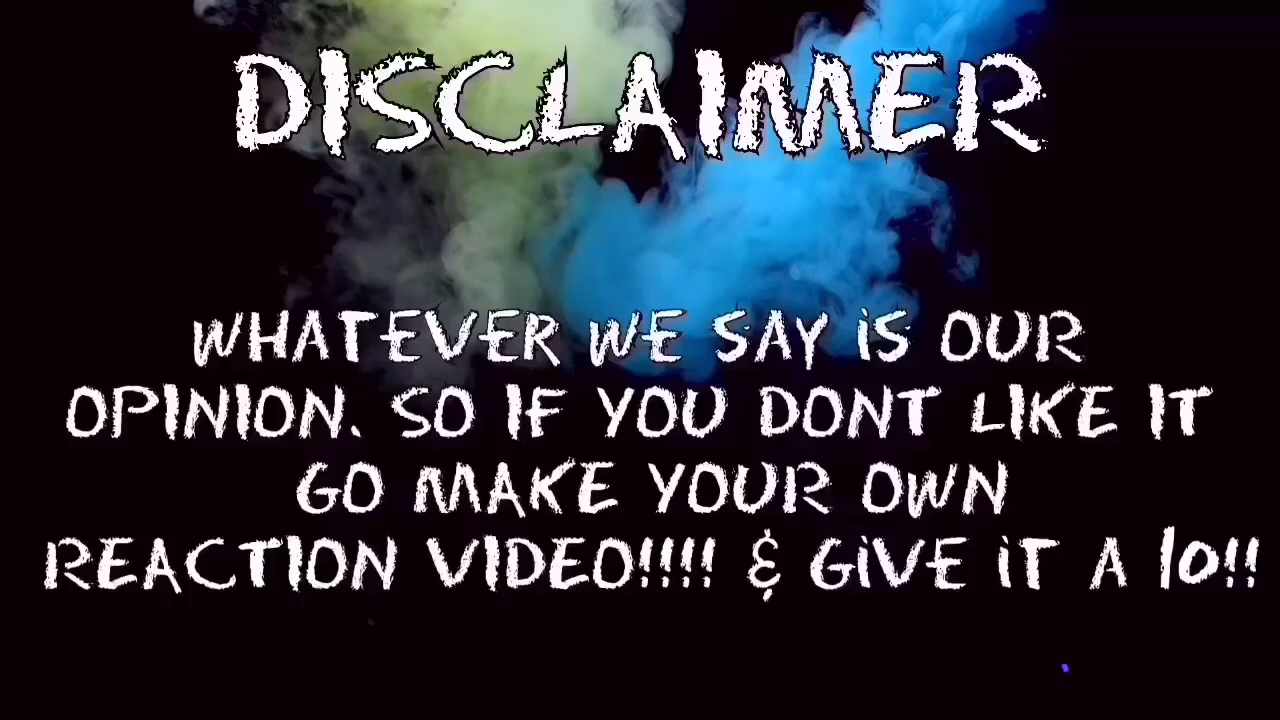 DISCLAIMER
WHATEVER WE SAY iS OUR
OPINION. SO IF YOU DONT LIKE IT
GO MAKE YOUR OWN
REACTION VIDEO!!!! & GiVE iT A 10!!